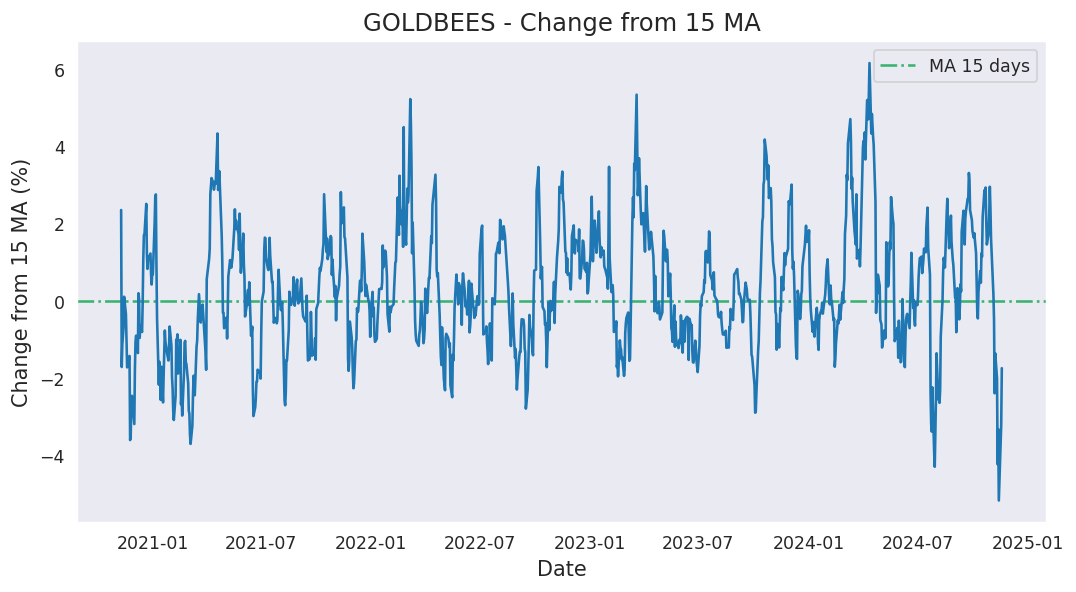 GOLDBEES - Change from 15 MA
MA 15 days
Change from 15 MA (%)
6
4
2
0
−2
−4
2021-01 2021-07 2022-01 2022-07 2023-01 2023-07 2024-01 2024-07 2025-01
Date